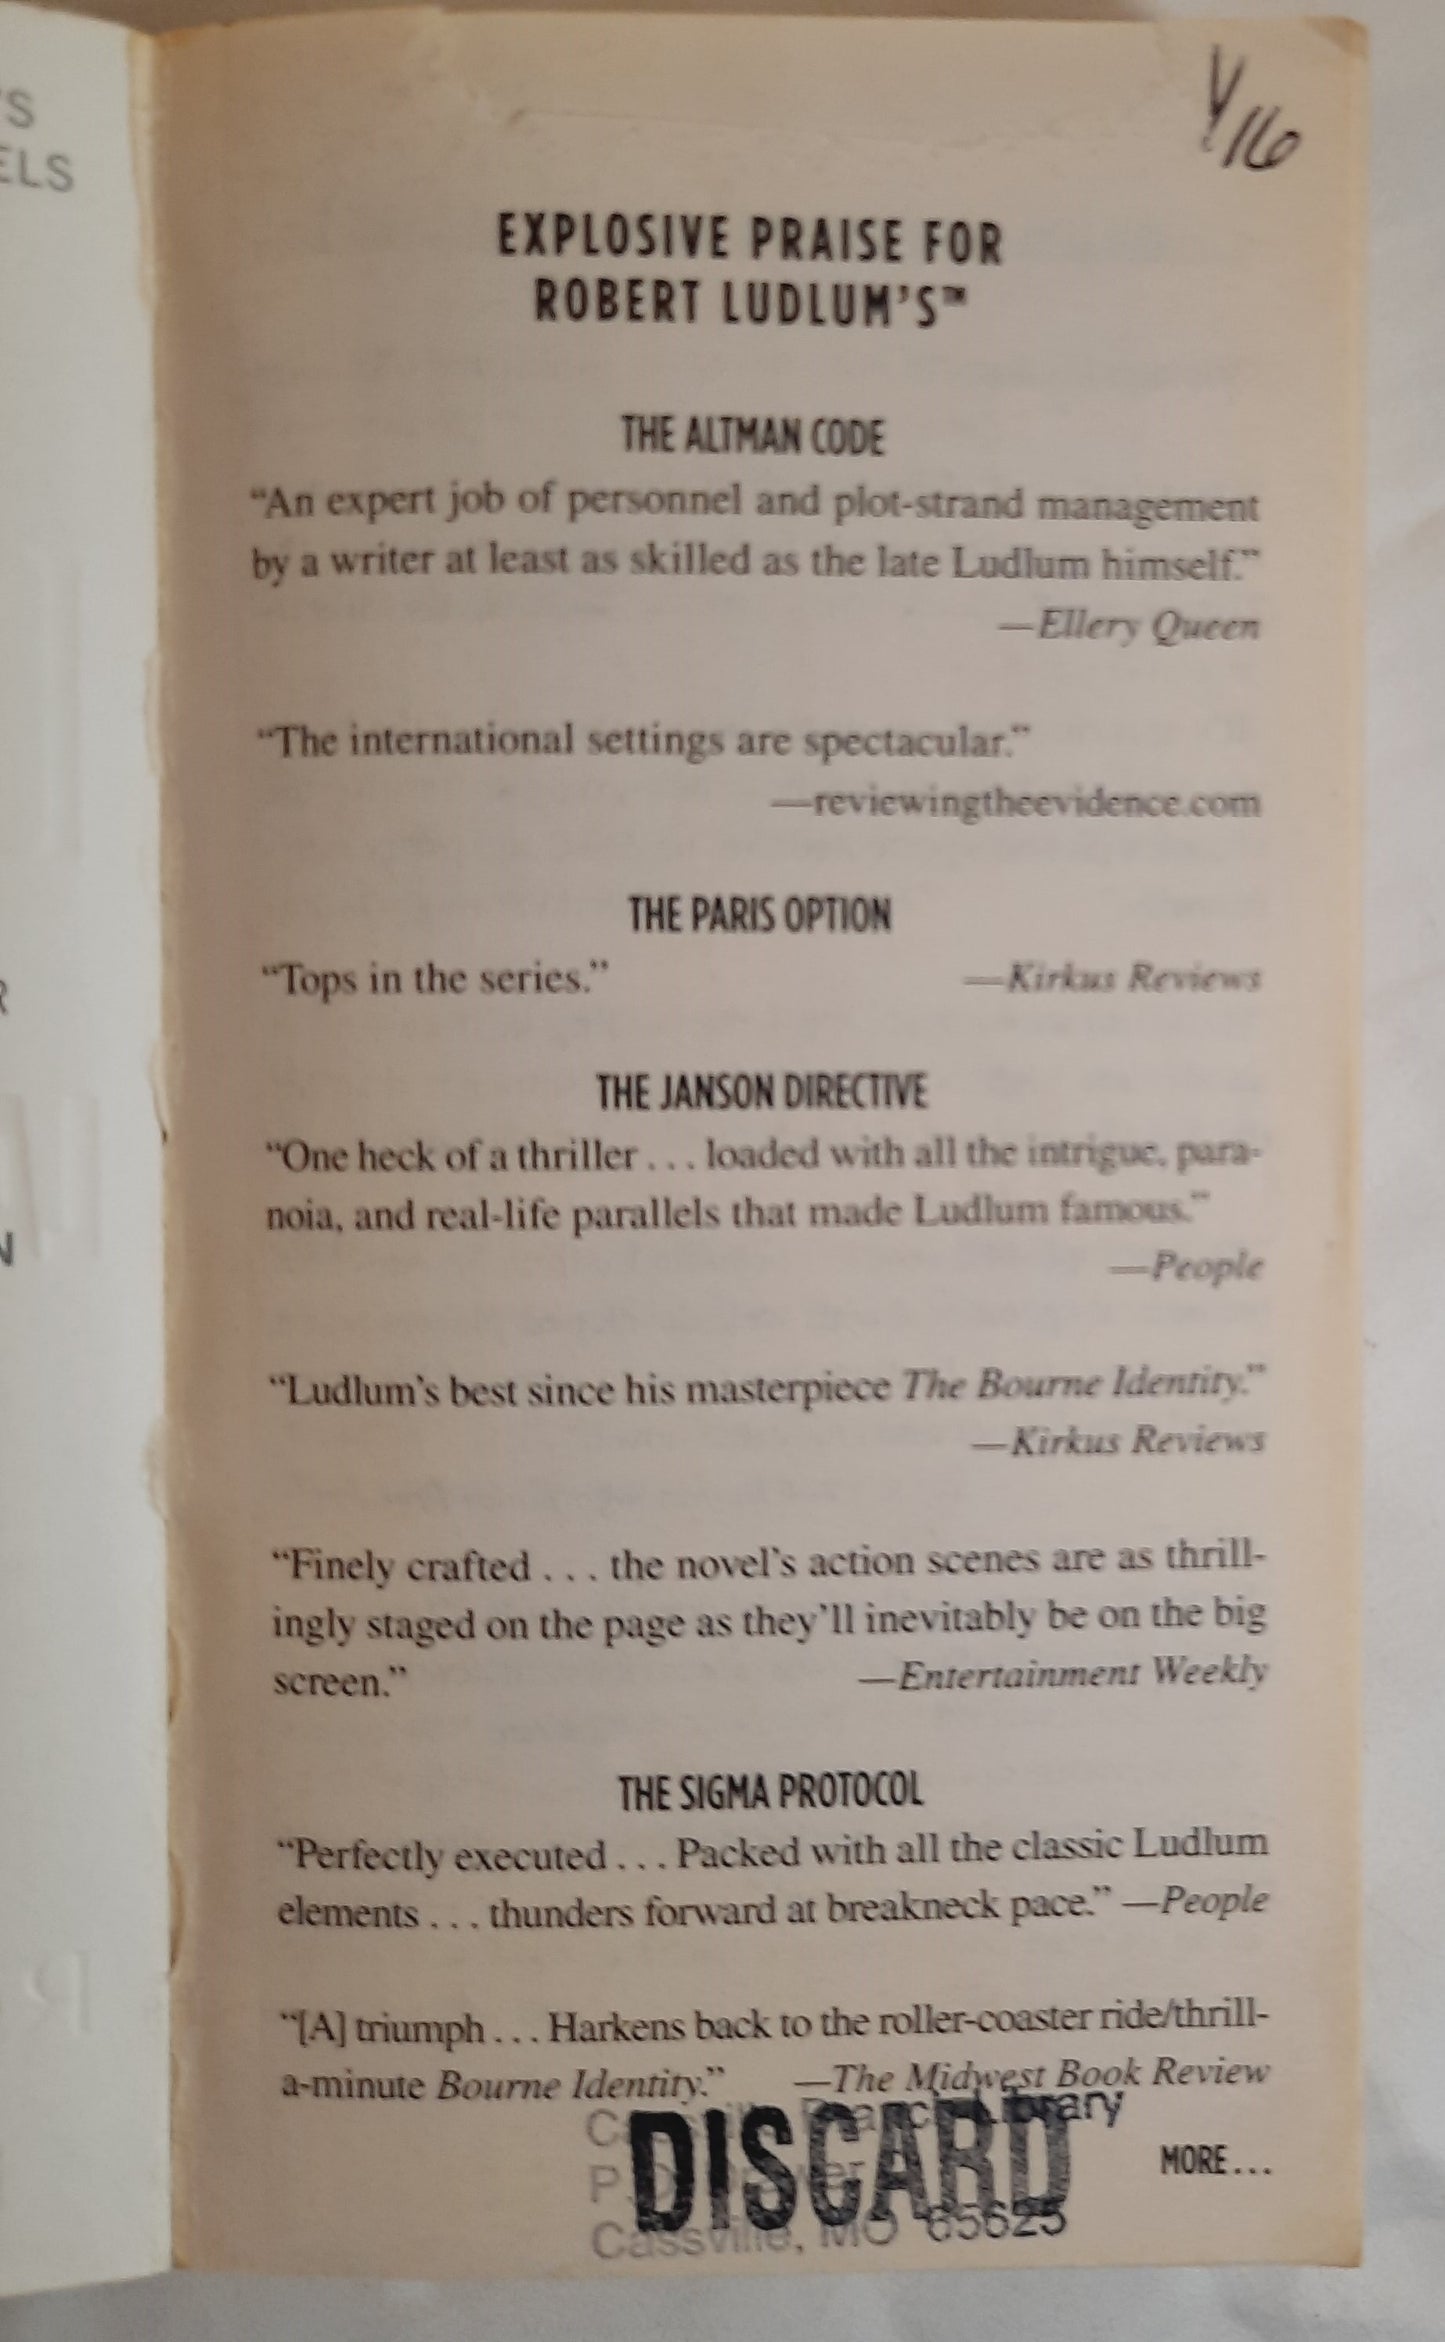 'S
ELS
R
N
1/16
EXPLOSIVE PRAISE FOR
ROBERT LUDLUM'S™
THE ALTMAN CODE
“An expert job of personnel and plot-strand management
by a writer at least as skilled as the late Ludlum himself.”
—Ellery Queen
“The international settings are spectacular.”
—reviewingtheevidence.com
THE PARIS OPTION
“Tops in the series.” —Kirkus Reviews
THE JANSON DIRECTIVE
“One heck of a thriller . . . loaded with all the intrigue, para-
noia, and real-life parallels that made Ludlum famous.”
—People
“Ludlum's best since his masterpiece The Bourne Identity.”
—Kirkus Reviews
“Finely crafted . . . the novel's action scenes are as thrill-
ingly staged on the page as they'll inevitably be on the big
screen.” —Entertainment Weekly
THE SIGMA PROTOCOL
“Perfectly executed . . . Packed with all the classic Ludlum
elements . . . thunders forward at breakneck pace.” —People
“[A] triumph . . . Harkens back to the roller-coaster ride/thrill-
a-minute Bourne Identity.” —The Midwest Book Review
Cassville Branch Library
DISCARD
MORE . . .
Cassville, MO 65625